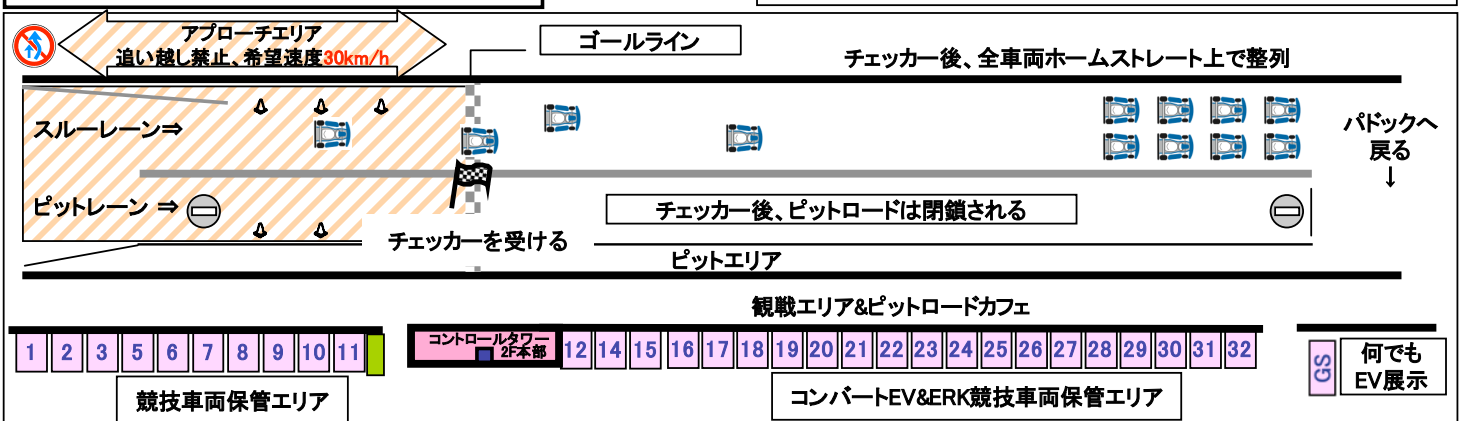 アプローチエリア
追い越し禁止、希望速度30km/h
ゴールライン
チェッカー後、全車両ホームストレート上で整列
スルーレーン⇒
パドックへ
戻る
↓
ピットレーン ⇒
チェッカー後、ピットロードは閉鎖される
チェッカーを受ける
ピットエリア
観戦エリア&ピットロードカフェ
1 2 3 5 6 7 8 9 10 11
コントロールタワー
2F本部
12 14 15 16 17 18 19 20 21 22 23 24 25 26 27 28 29 30 31 32
GS
何でも
EV展示
競技車両保管エリア
コンバートEV&ERK競技車両保管エリア